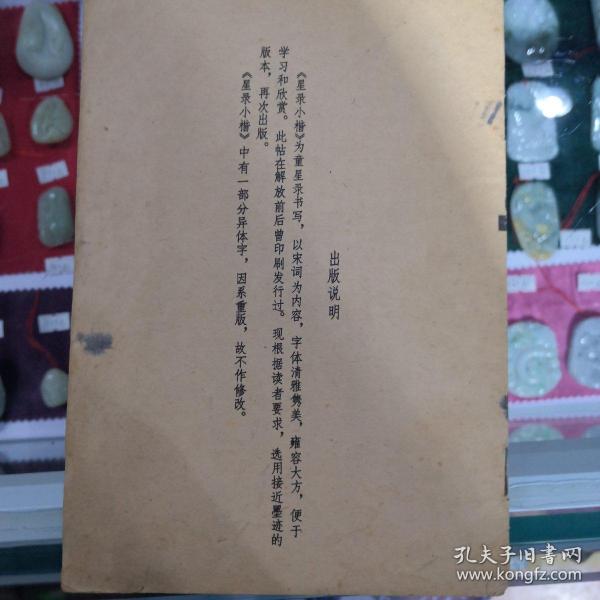 出版说明
《星录小楷》为童星录书写，以宋词为内容，字体清雅隽美，雍容大方，便于
学习和欣赏。此帖在解放前后曾印刷发行过。现根据读者要求，选用接近墨迹的
版本，再次出版。
《星录小楷》中有一部分异体字，因系重版，故不作修改。
孔夫子旧书网
www.kongfz.com